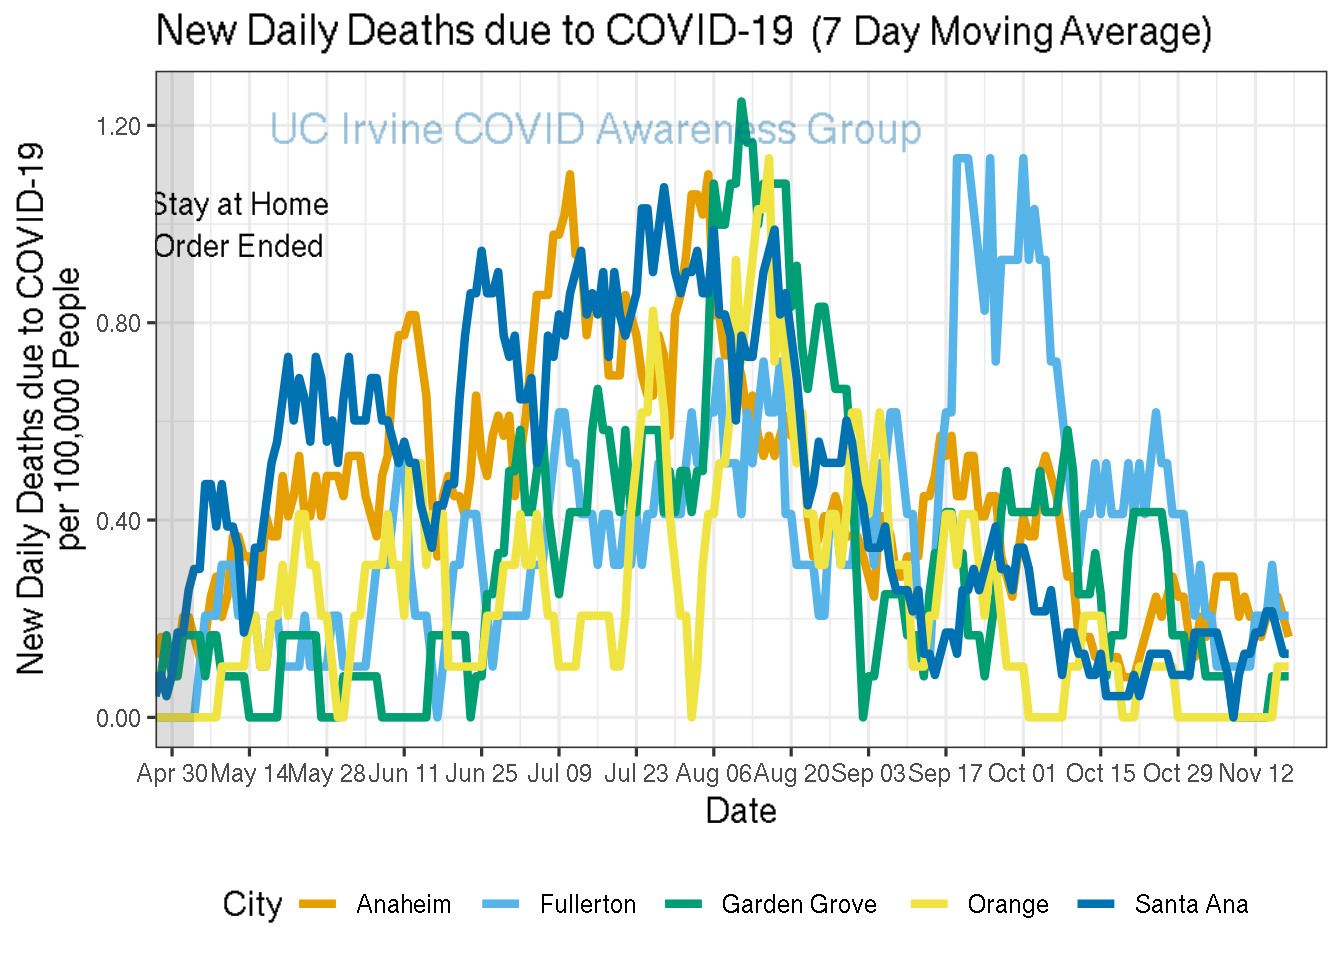 New Daily Deaths due to COVID-19 (7 Day Moving Average)
New Daily Deaths due to COVID-19
per 100,000 People
1.20
0.80
0.40
0.00
UC Irvine COVID Awareness Group
Stay at Home
Order Ended
Apr 30 May 14 May 28 Jun 11 Jun 25 Jul 09 Jul 23 Aug 06 Aug 20 Sep 03 Sep 17 Oct 01 Oct 15 Oct 29 Nov 12
Date
City Anaheim Fullerton Garden Grove Orange Santa Ana